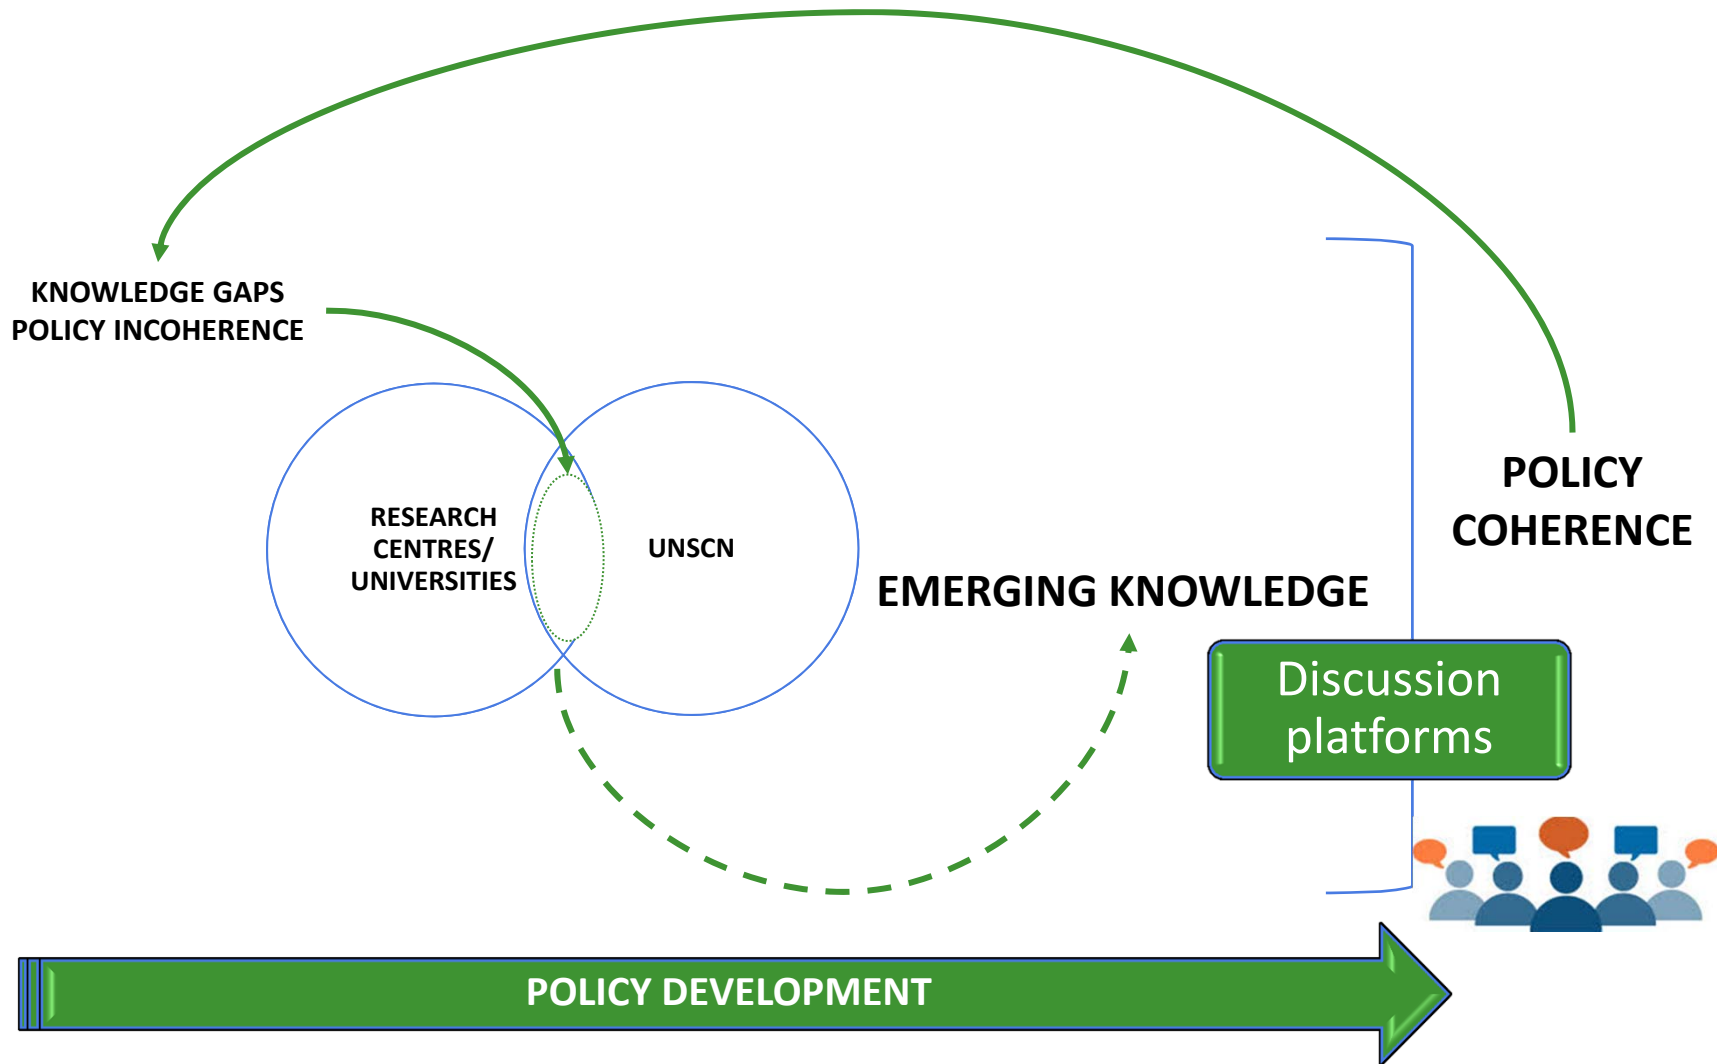 KNOWLEDGE GAPS
POLICY INCOHERENCE
RESEARCH
CENTRES/
UNIVERSITIES
UNSCN
EMERGING KNOWLEDGE
POLICY
COHERENCE
Discussion
platforms
POLICY DEVELOPMENT